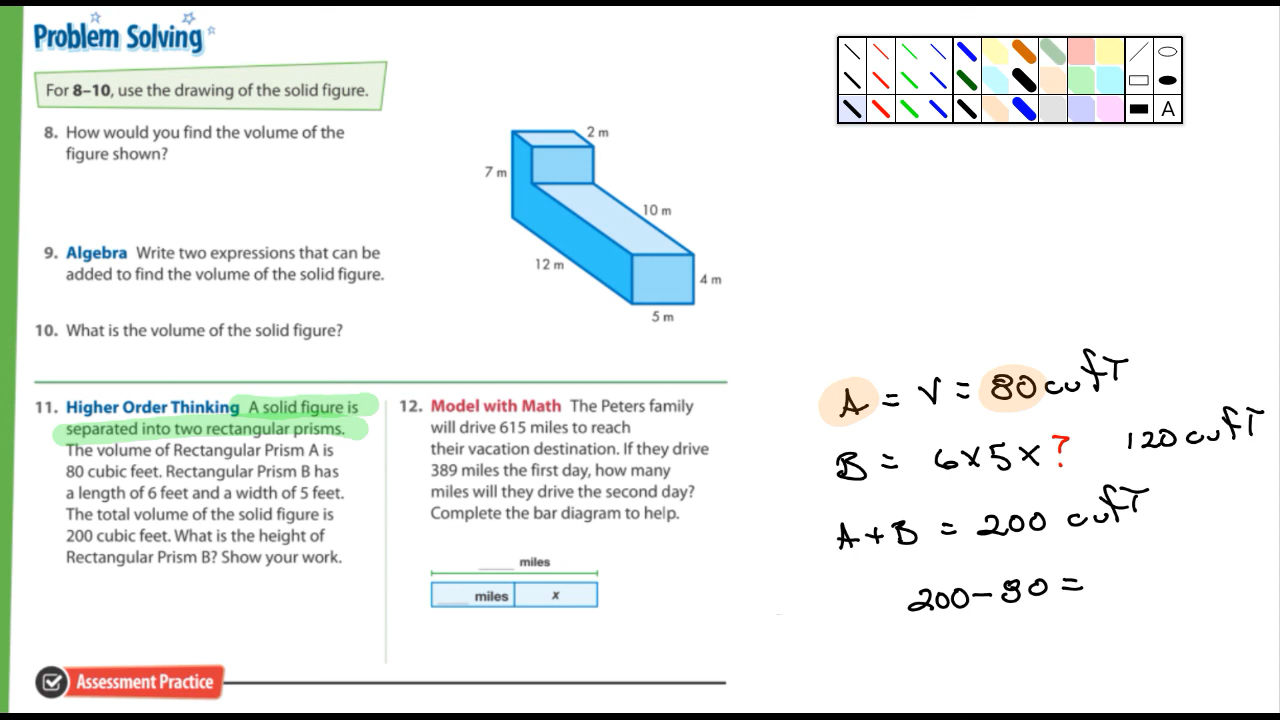 Problem Solving
For 8–10, use the drawing of the solid figure.
8. How would you find the volume of the
figure shown?
2 m
7 m
10 m
12 m
4 m
5 m
9. Algebra Write two expressions that can be
added to find the volume of the solid figure.
10. What is the volume of the solid figure?
11. Higher Order Thinking A solid figure is
separated into two rectangular prisms.
The volume of Rectangular Prism A is
80 cubic feet. Rectangular Prism B has
a length of 6 feet and a width of 5 feet.
The total volume of the solid figure is
200 cubic feet. What is the height of
Rectangular Prism B? Show your work.
12. Model with Math The Peters family
will drive 615 miles to reach
their vacation destination. If they drive
389 miles the first day, how many
miles will they drive the second day?
Complete the bar diagram to help.
____ miles
____ miles x
Assessment Practice
A
A = V = 80 cu fT
B = 6x5x ? 120 cu fT
A+B = 200 cu fT
200-80 =